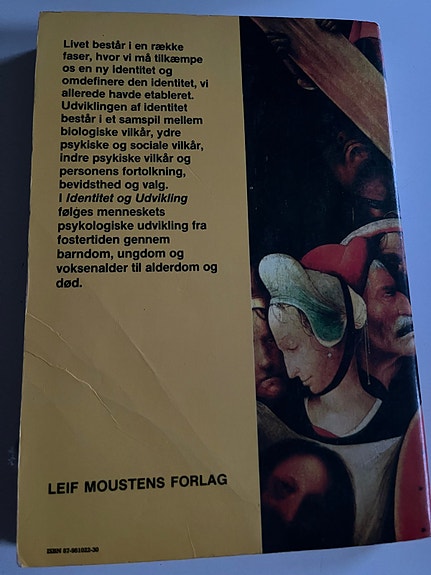 Livet består i en række
faser, hvor vi må tilkæmpe
os en ny identitet og
omdefinere den identitet, vi
allerede havde etableret.
Udviklingen af identitet
består i et samspil mellem
biologiske vilkår, ydre
psykiske og sociale vilkår,
indre psykiske vilkår og
personens fortolkning,
bevidsthed og valg.
I Identitet og Udvikling
følges menneskets
psykologiske udvikling fra
fostertiden gennem
barndom, ungdom og
voksenalder til alderdom og
død.
LEIF MOUSTENS FORLAG
ISBN